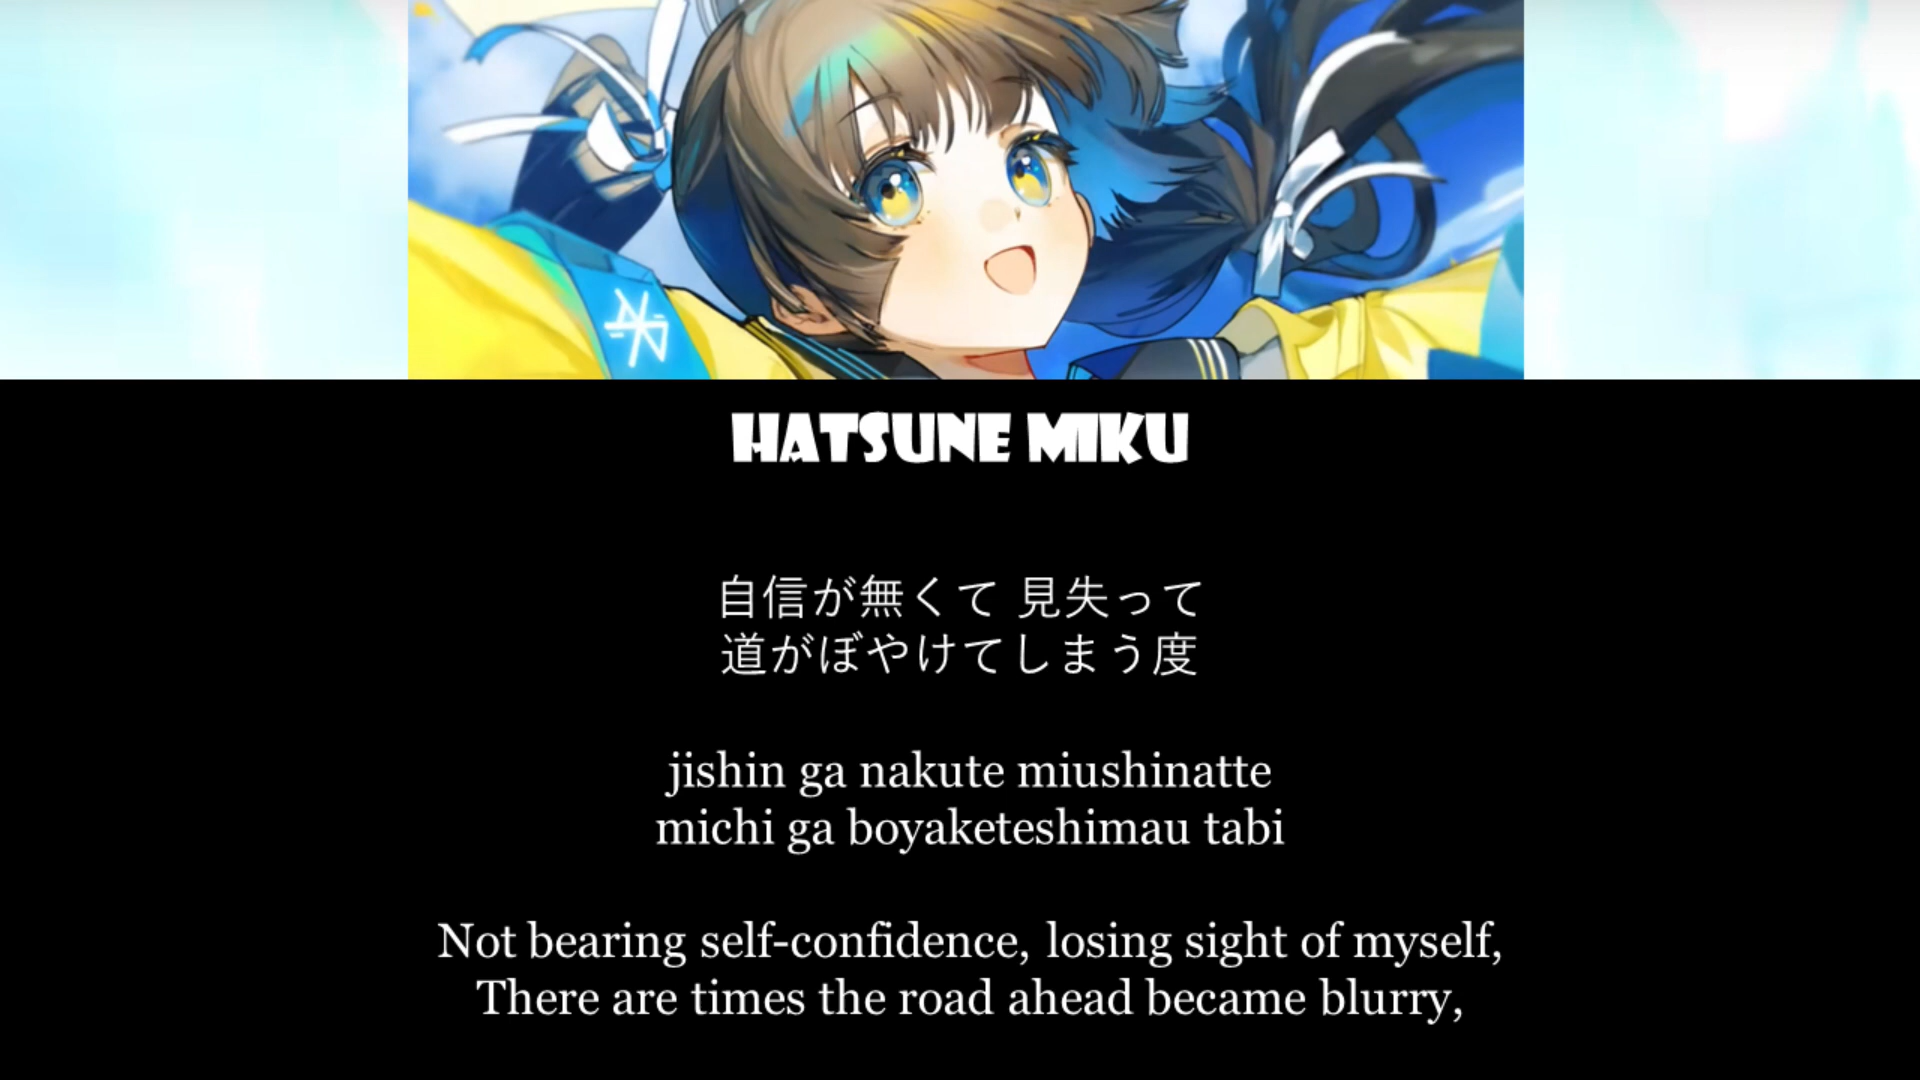 HATSUNE MIKU
自信が無くて 見失って
道がぼやけてしまう度
jishin ga nakute miushinatte
michi ga boyaketeshimau tabi
Not bearing self-confidence, losing sight of myself,
There are times the road ahead became blurry,